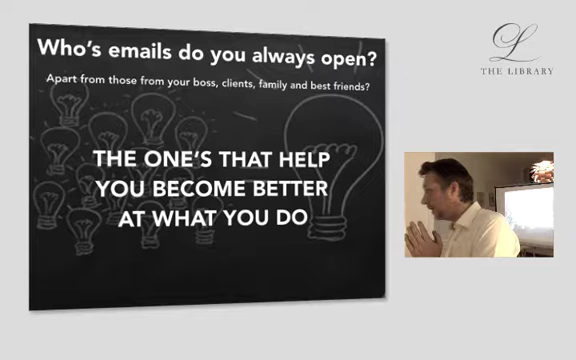 Who's emails do you always open?
Apart from those from your boss, clients, family and best friends?
THE ONE'S THAT HELP
YOU BECOME BETTER
AT WHAT YOU DO
L
THE LIBRARY